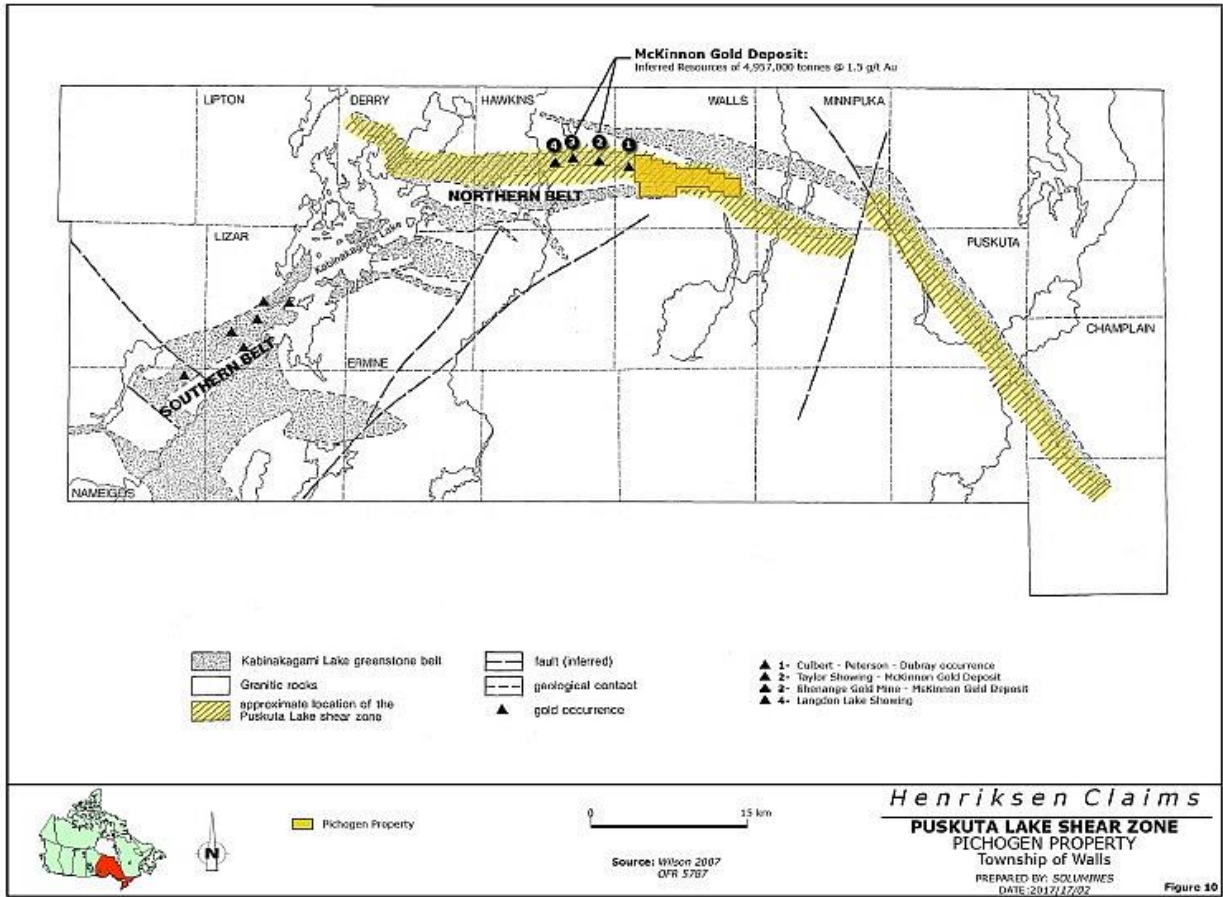 McKinnon Gold Deposit:
Inferred Resources of 4,957,000 tonnes @ 1.5 g/t Au
LIPTON
DERRY
HAWKINS
WALLS
MINNIPUKA
4
3
2
1
NORTHERN BELT
LIZAR
Kabinakagami Lake
PUSKUTA
CHAMPLAIN
ERMINE
SOUTHERN BELT
NAMEIGOS
Kabinakagami Lake greenstone belt
Granitic rocks
approximate location of the
Puskuta Lake shear zone
fault (inferred)
geological contact
gold occurrence
1- Culbert - Peterson - Dubray occurrence
2- Taylor Showing - McKinnon Gold Deposit
3- Shenange Gold Mine - McKinnon Gold Deposit
4- Langdon Lake Showing
N
Pichogen Property
0
15 km
Source: Wilson 2007
OFR 5787
Henriksen Claims
PUSKUTA LAKE SHEAR ZONE
PICHOGEN PROPERTY
Township of Walls
PREPARED BY: SOLUMINES
DATE:2017/17/02
Figure 10